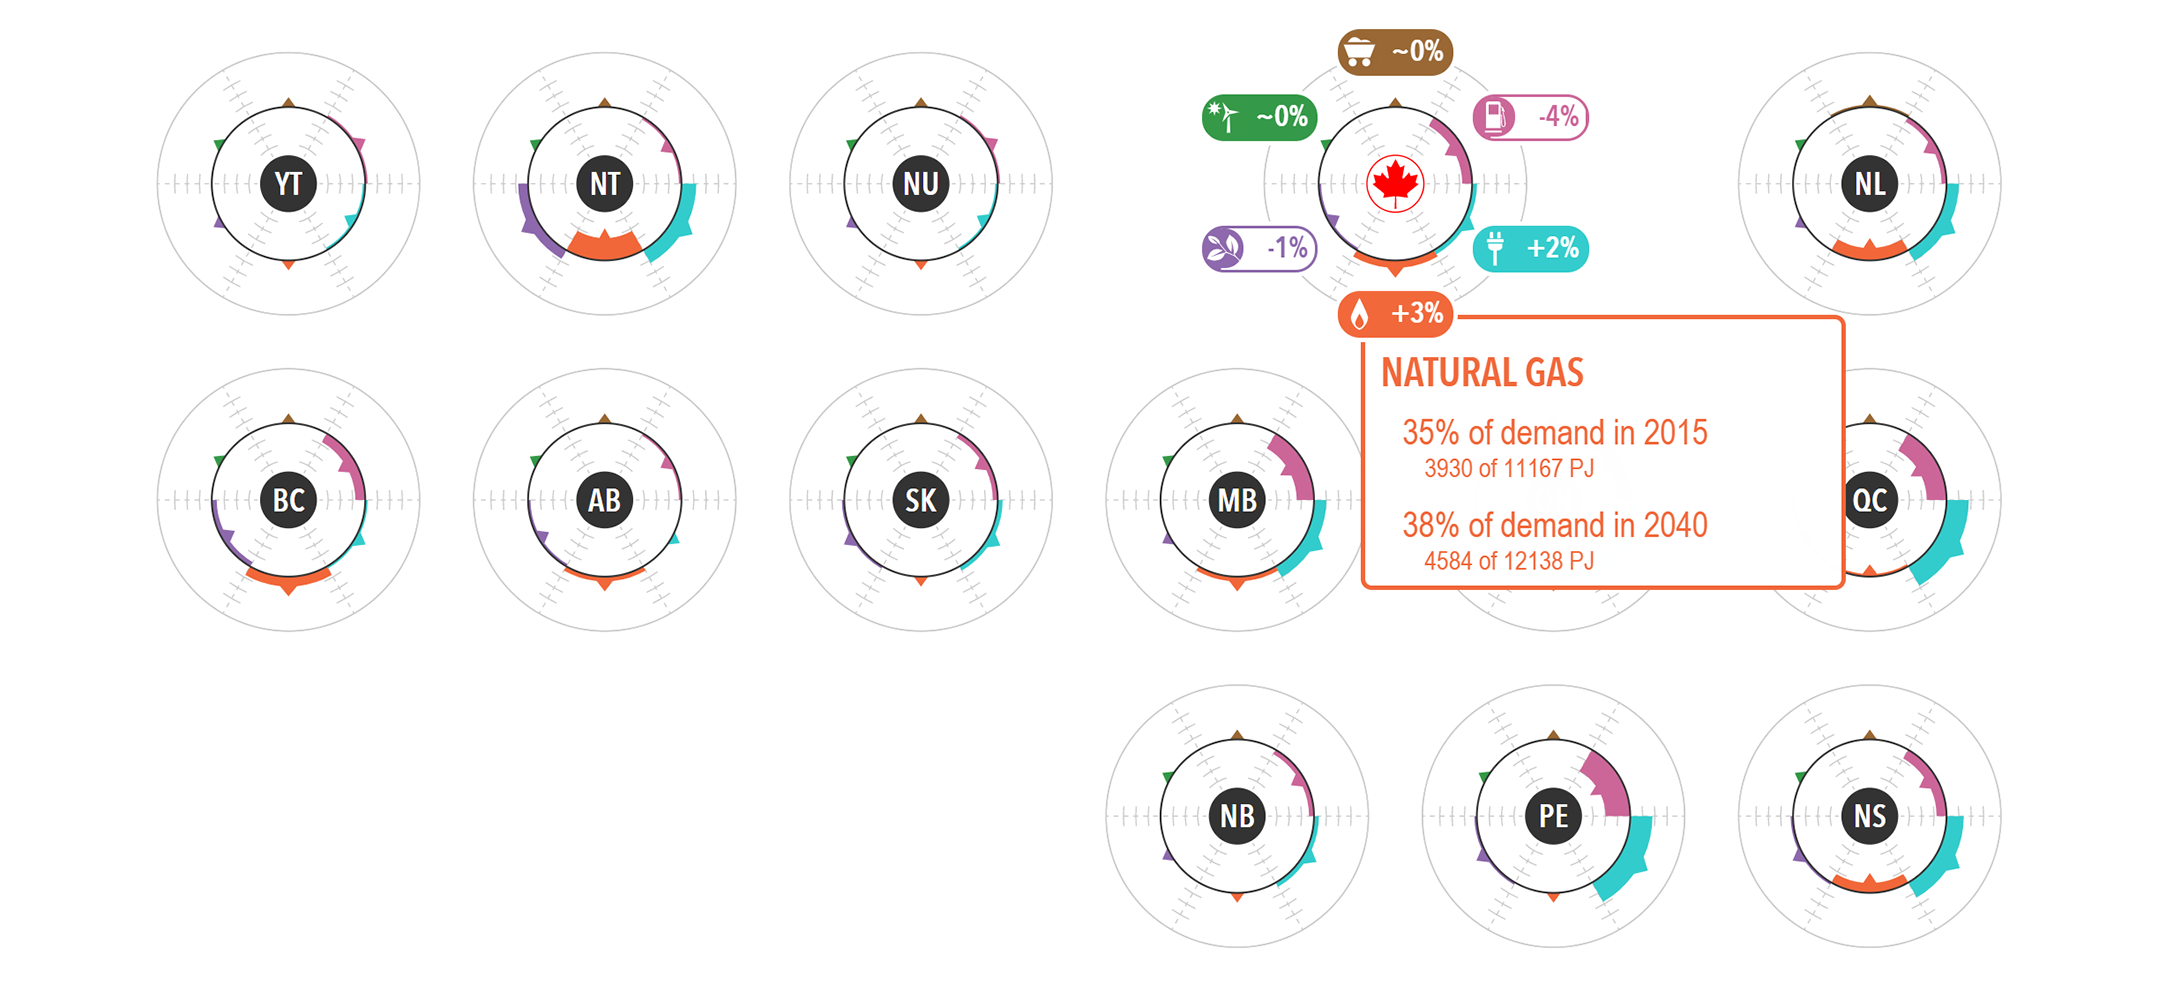 ~0%
~0%
-4%
YT
NT
NU
NL
-1%
+2%
+3%
NATURAL GAS
35% of demand in 2015
3930 of 11167 PJ
38% of demand in 2040
4584 of 12138 PJ
BC
AB
SK
MB
QC
NB
PE
NS